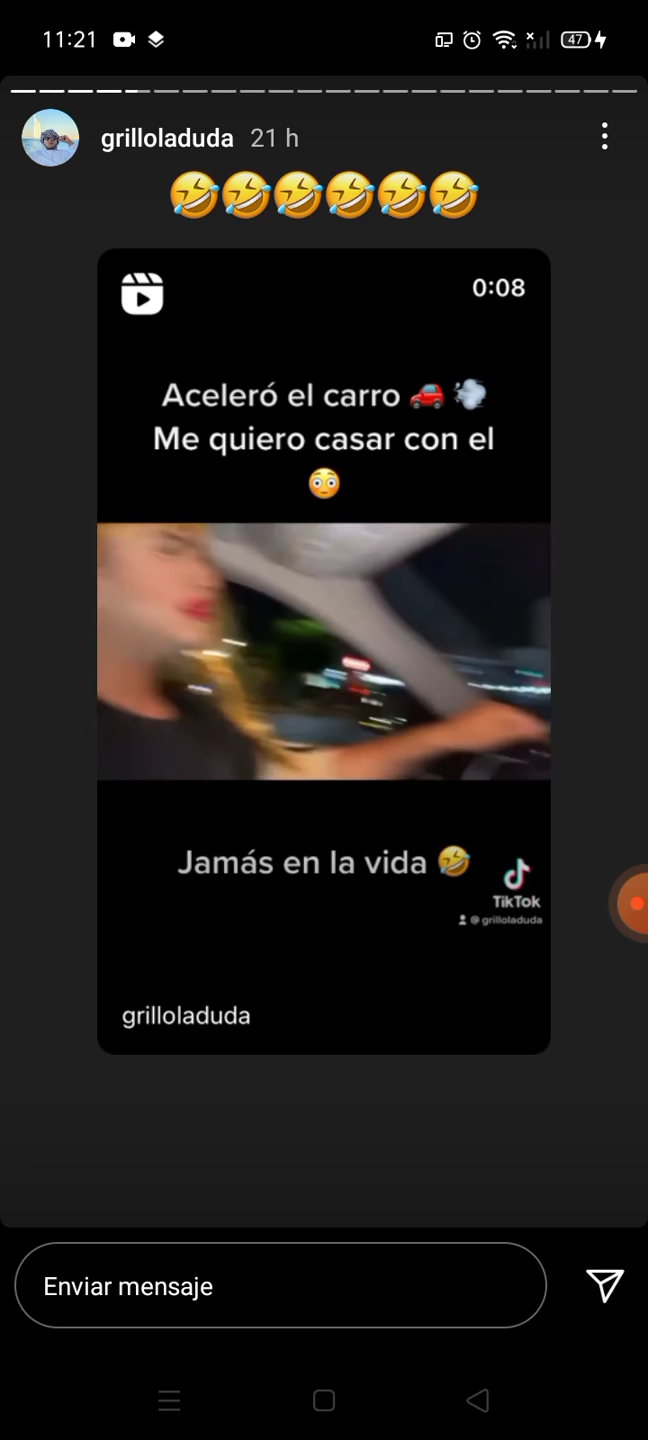 11:21
47
grilloladuda 21 h
🤣🤣🤣🤣🤣🤣
0:08
Aceleró el carro 🚗 💨
Me quiero casar con el
😳
Jamás en la vida 🤣
TikTok
@ grilloladuda
grilloladuda
Enviar mensaje